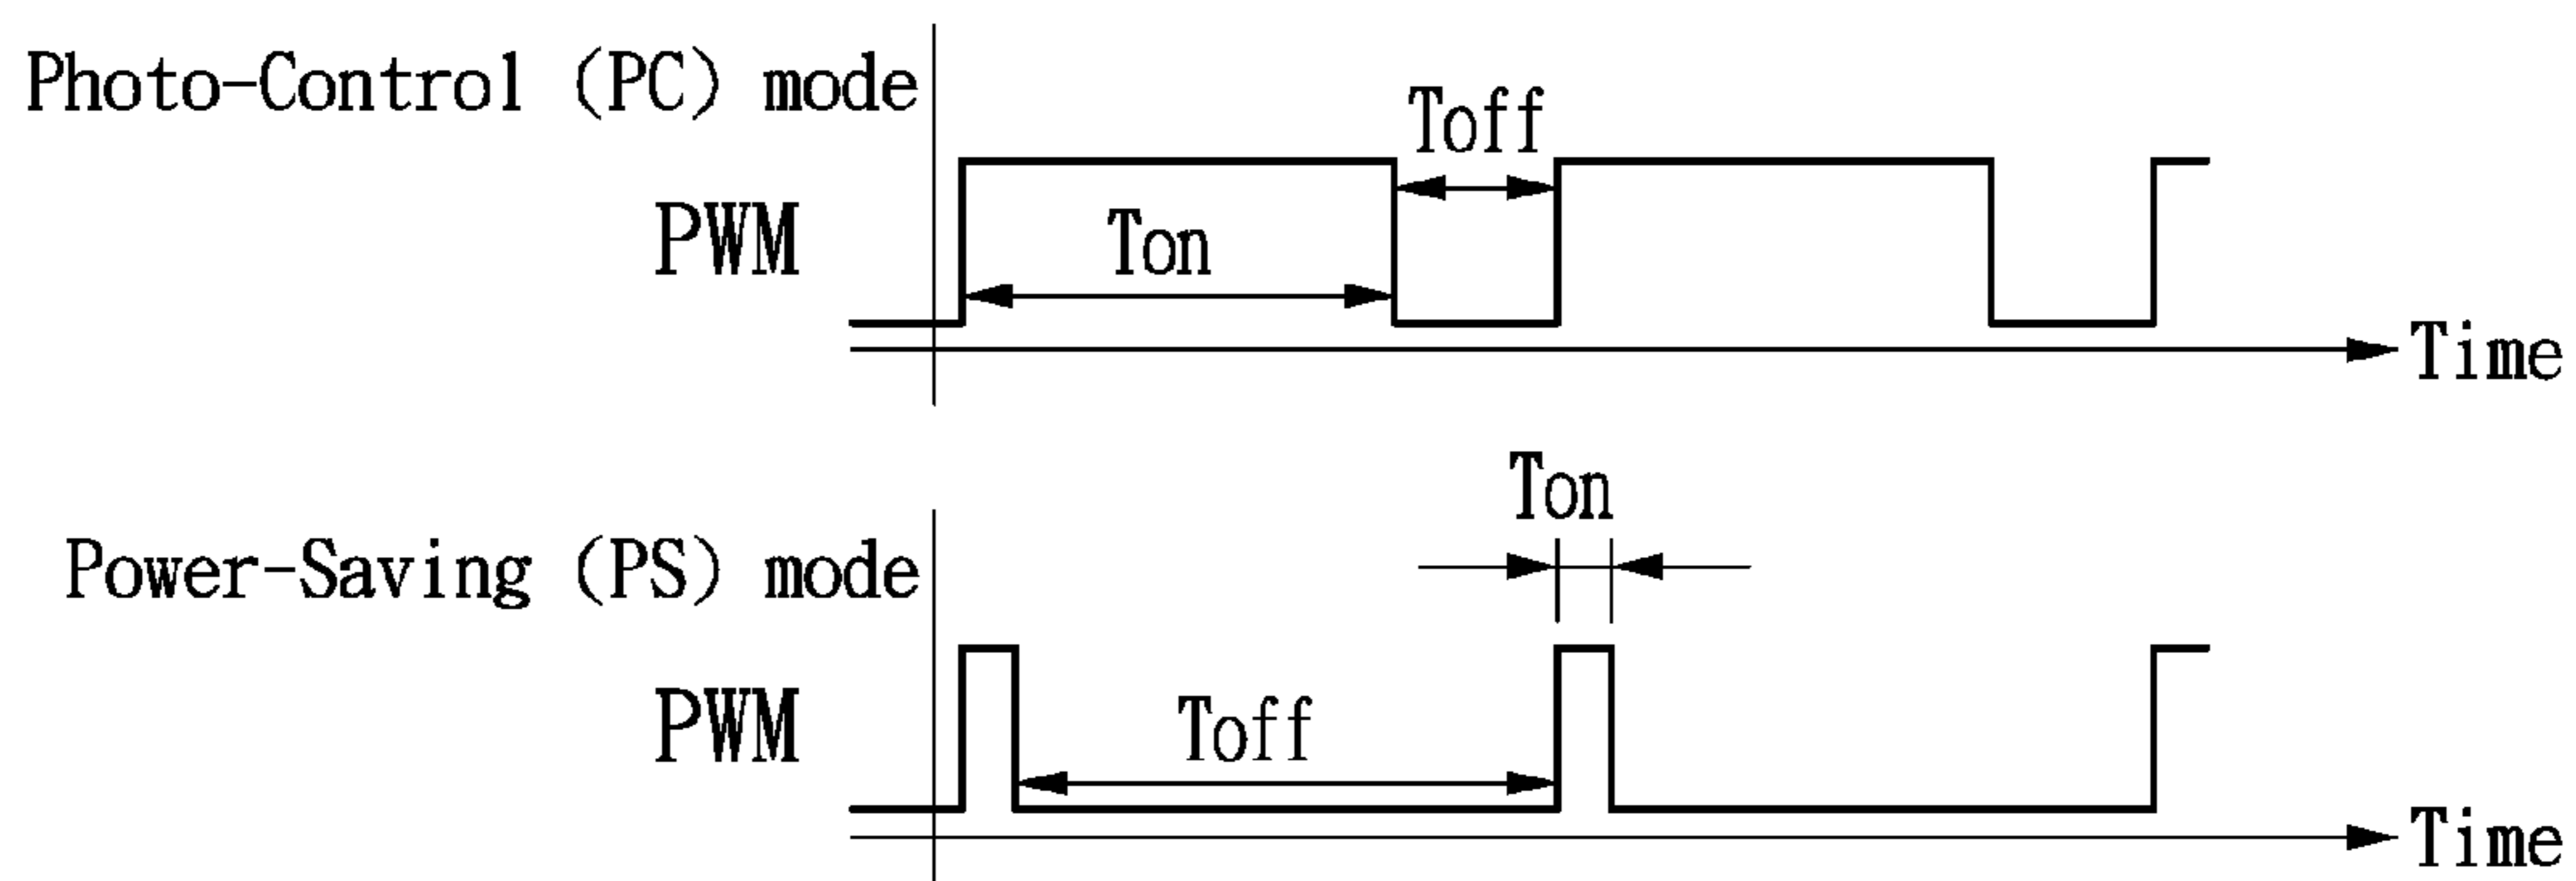 Photo-Control (PC) mode
Toff
PWM
Ton
Time
Ton
Power-Saving (PS) mode
PWM
Toff
Time